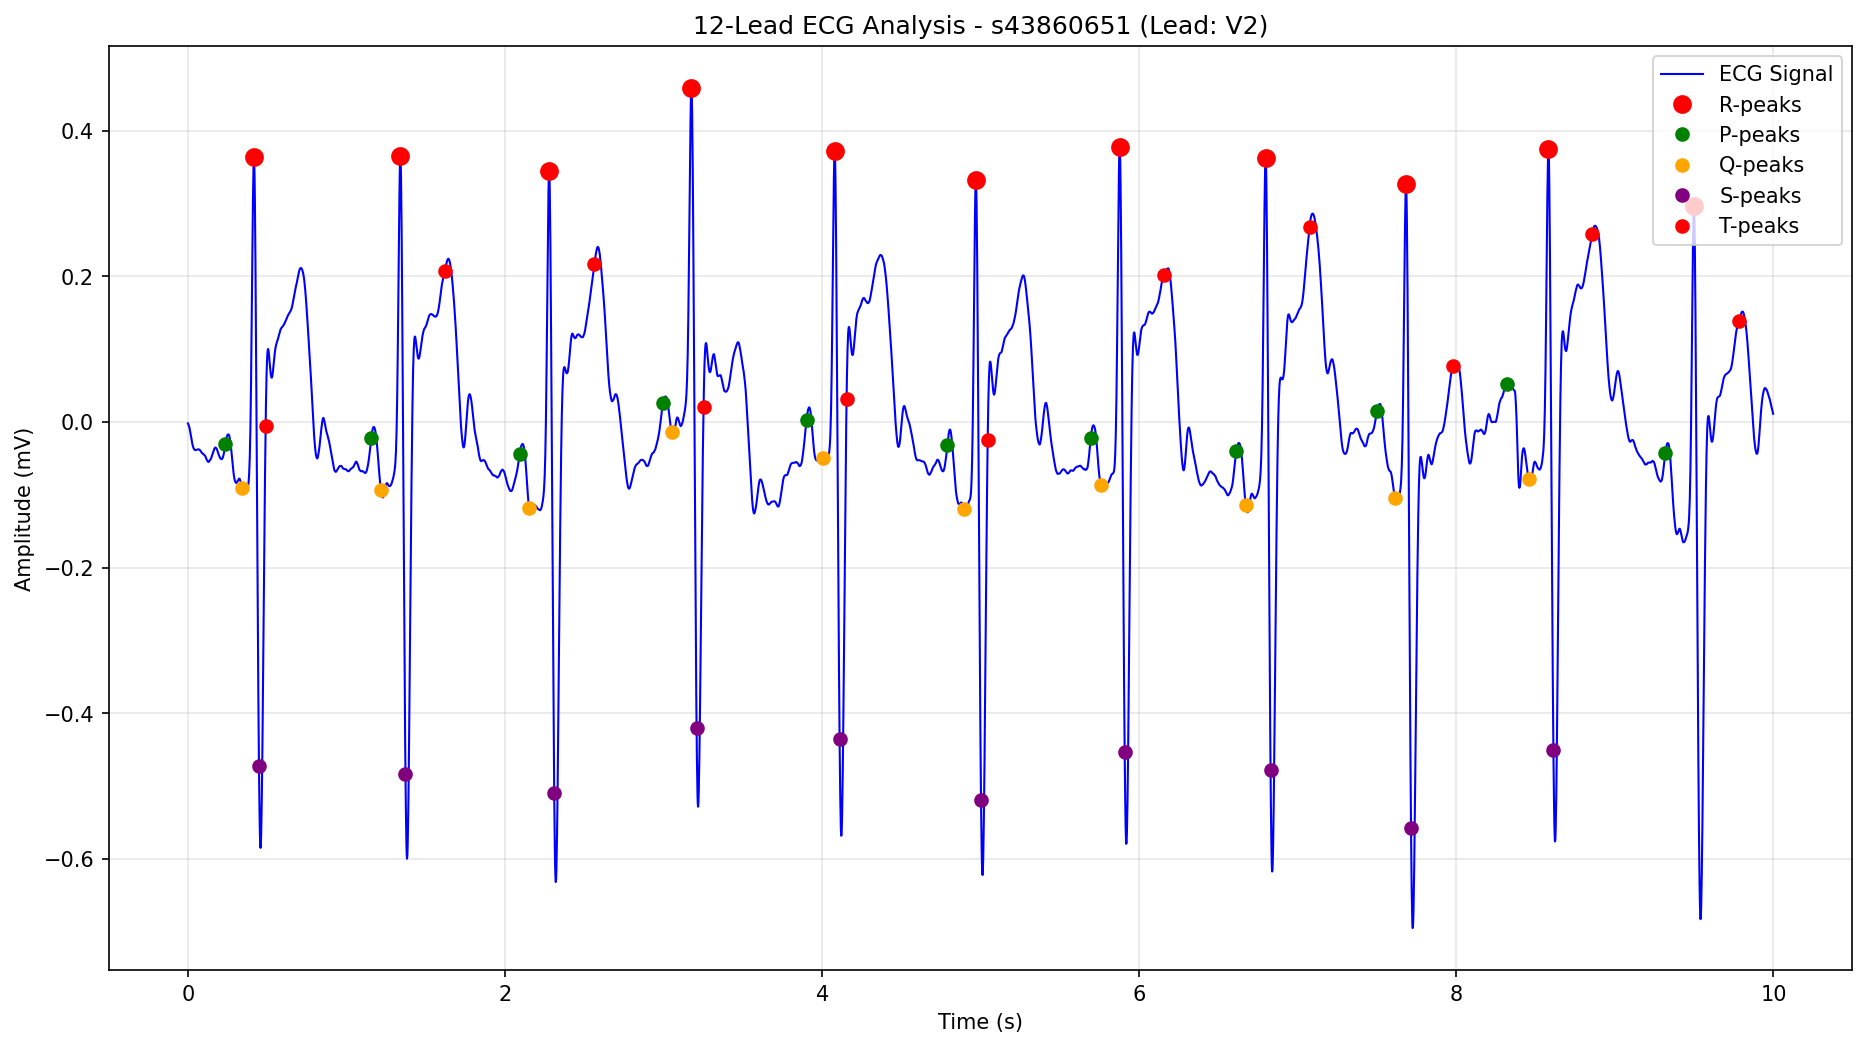 12-Lead ECG Analysis - s43860651 (Lead: V2)
ECG Signal
R-peaks
P-peaks
Q-peaks
S-peaks
T-peaks
Amplitude (mV)
0.4
0.2
0.0
−0.2
−0.4
−0.6
0 2 4 6 8 10
Time (s)